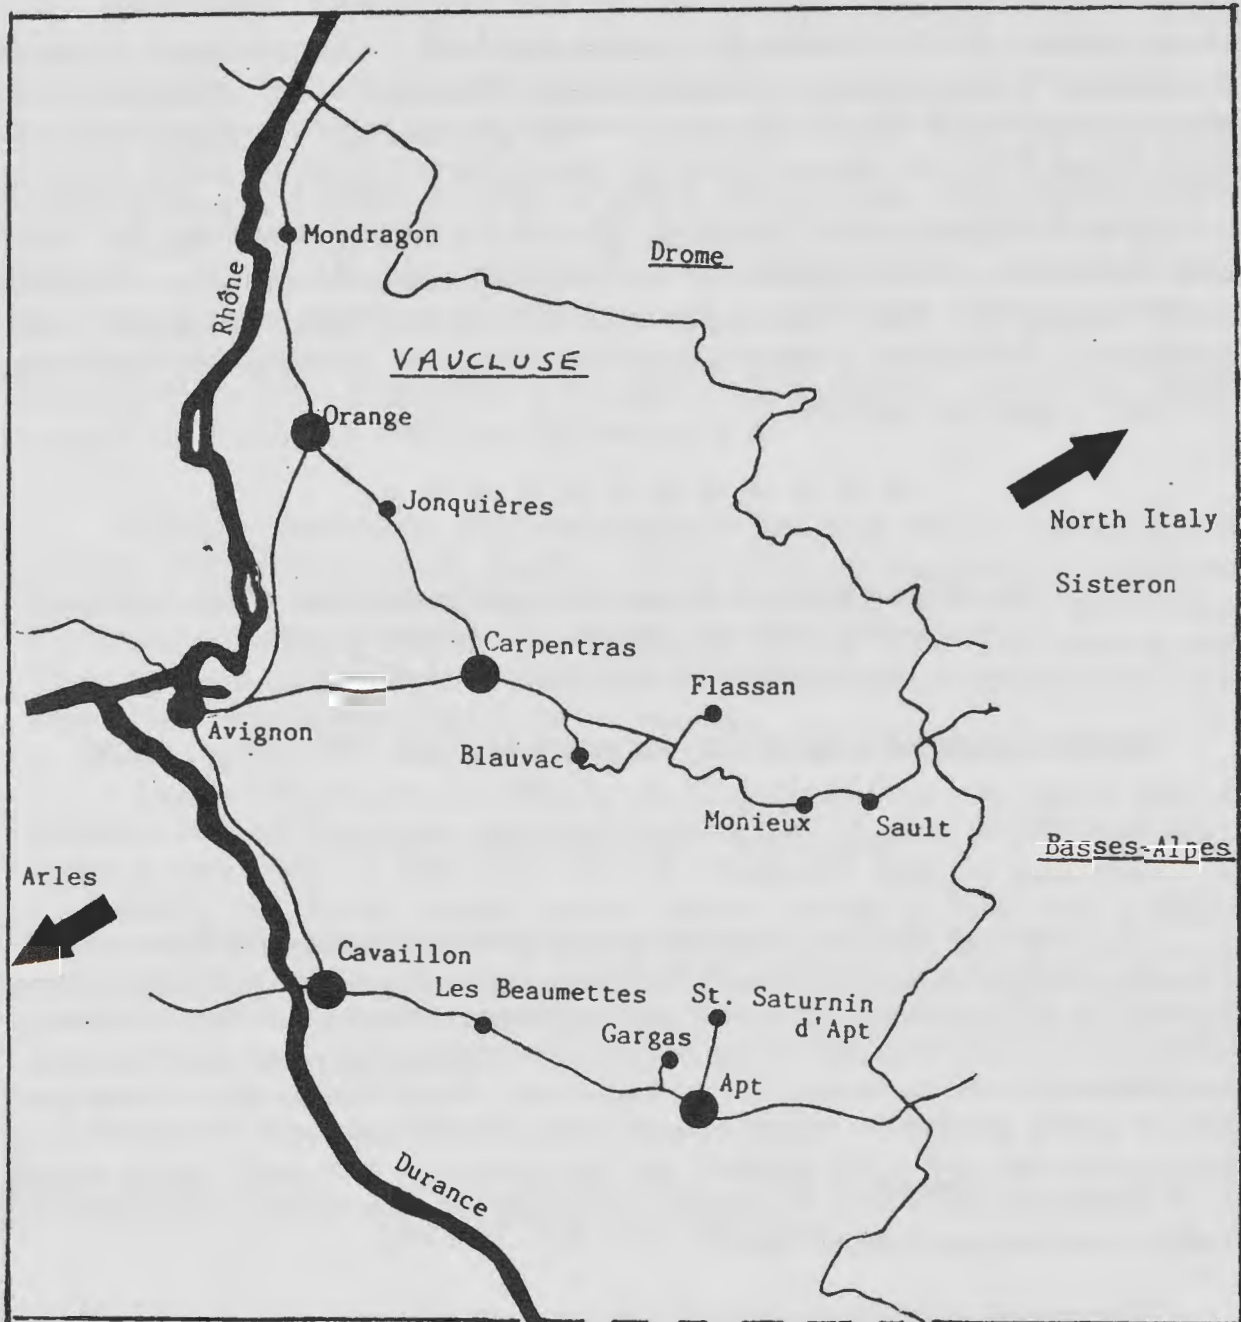 Mondragon
Drome
Rhône
VAUCLUSE
Orange
Jonquières
North Italy
Sisteron
Carpentras
Flassan
Avignon
Blauvac
Monieux
Sault
Basses-Alpes
Arles
Cavaillon
Les Beaumettes
St. Saturnin
d'Apt
Gargas
Apt
Durance